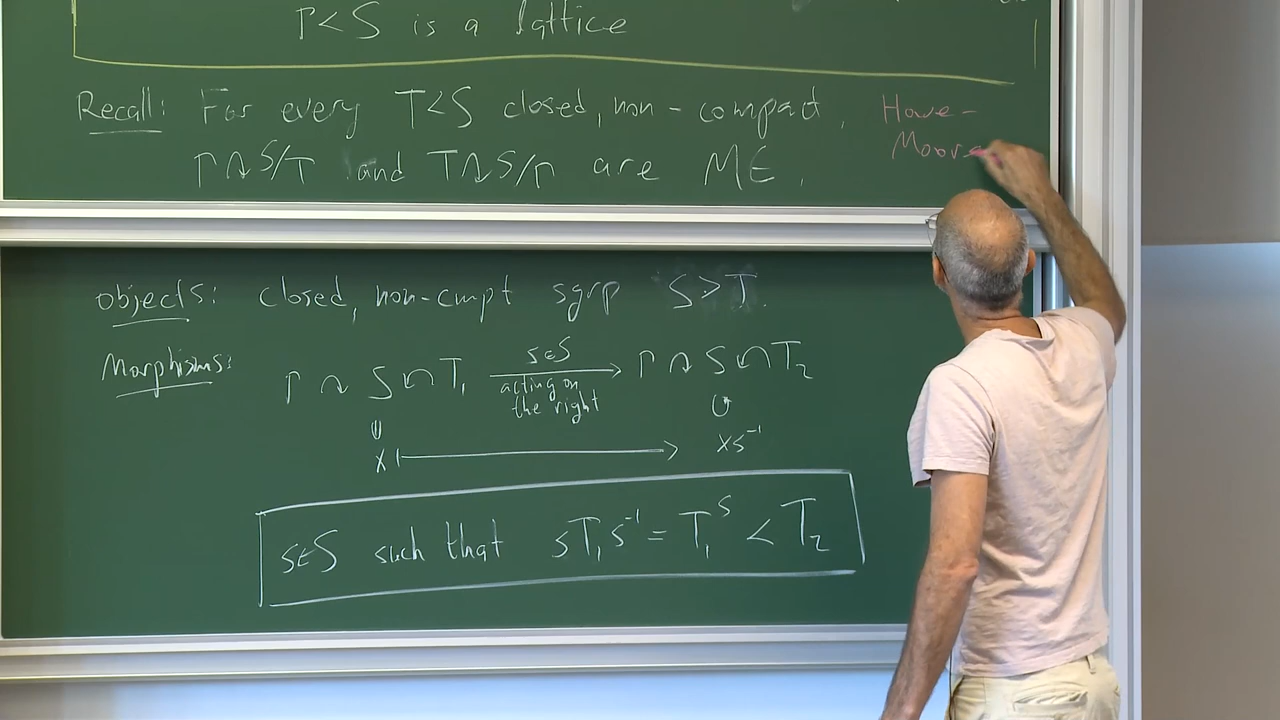 Γ<S is a lattice
Recall: For every T<S closed, non-compact, Howe-
Γ↷S/T and T↷S/Γ are ME. Moore
objects: closed, non-cmpt sgrp S>T.
Morphisms: Γ↷S↶T₁ s∈S Γ↷S↶T₂
acting on
the right
x ⟼ xs⁻¹
s∈S such that sT₁s⁻¹ = T₁ˢ < T₂